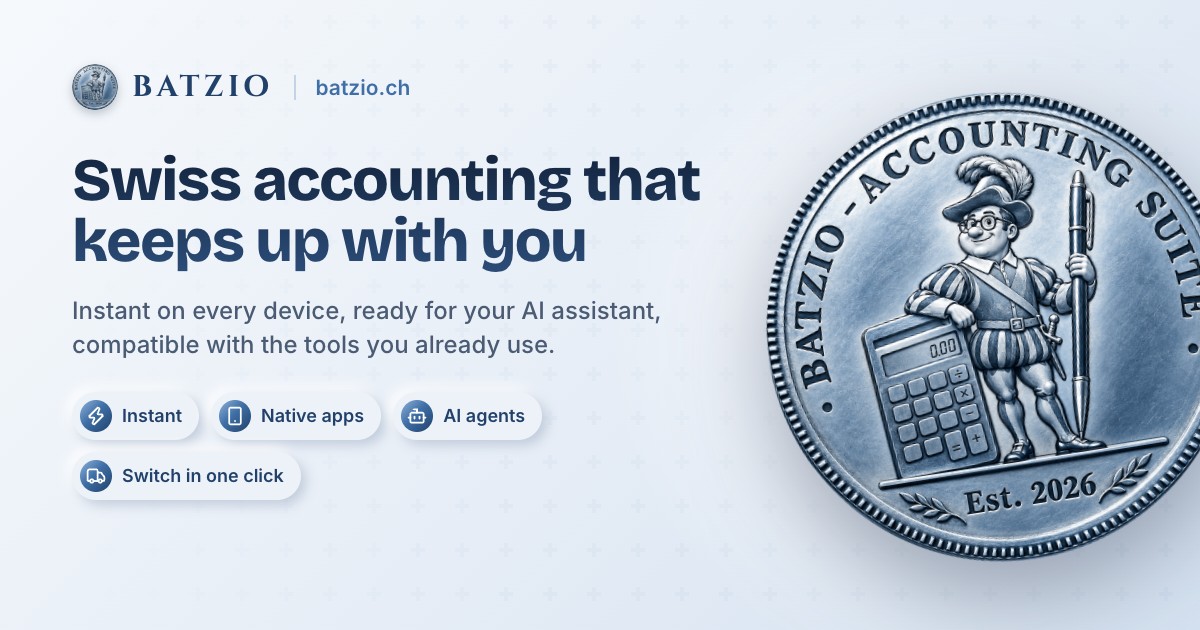 BATZIO
batzio.ch
Swiss accounting that
keeps up with you
Instant on every device, ready for your AI assistant,
compatible with the tools you already use.
Instant
Native apps
AI agents
Switch in one click
BATZIO - ACCOUNTING SUITE
0.00
Est. 2026